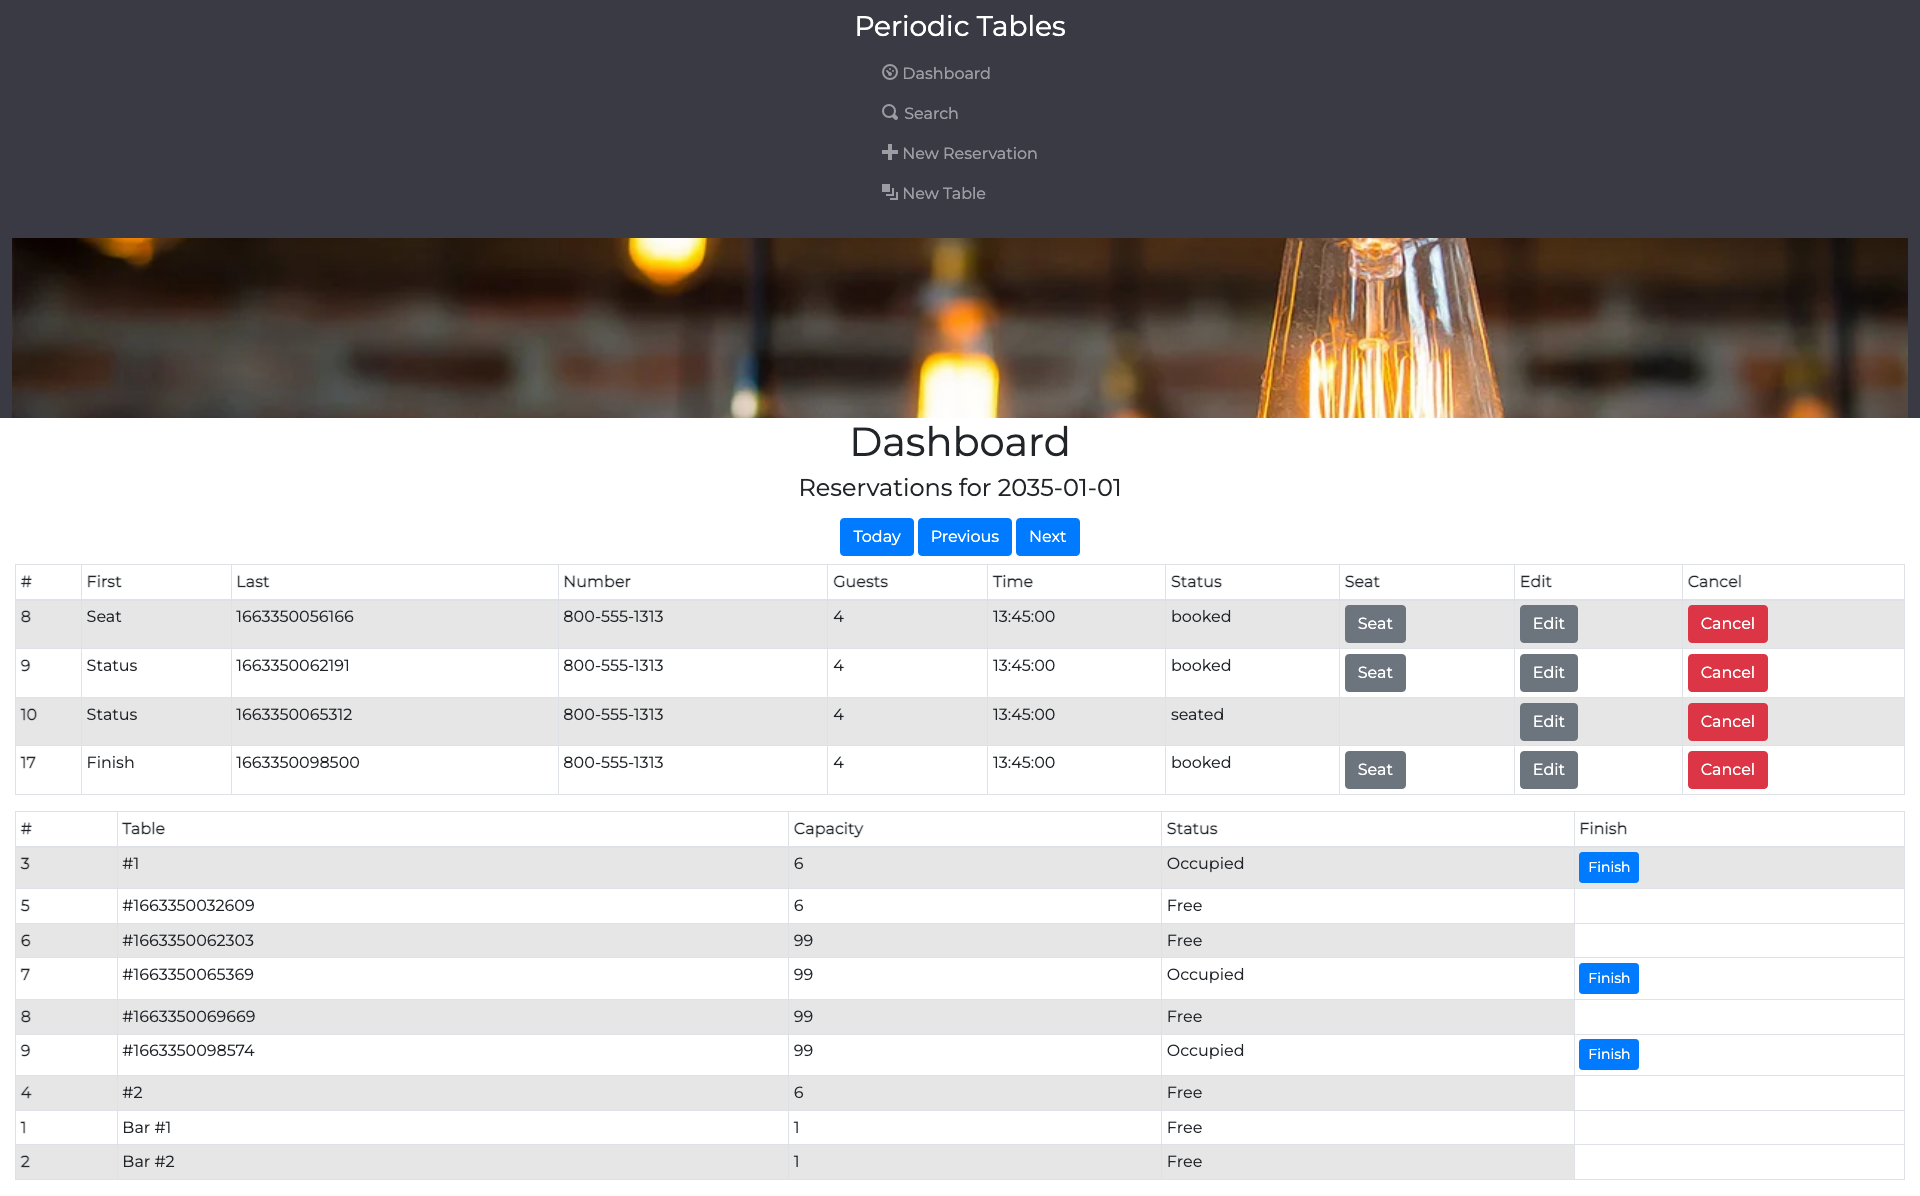 Periodic Tables
Dashboard
Search
New Reservation
New Table
Dashboard
Reservations for 2035-01-01
Today Previous Next
# First Last Number Guests Time Status Seat Edit Cancel
8 Seat 1663350056166 800-555-1313 4 13:45:00 booked Seat Edit Cancel
9 Status 1663350062191 800-555-1313 4 13:45:00 booked Seat Edit Cancel
10 Status 1663350065312 800-555-1313 4 13:45:00 seated Edit Cancel
17 Finish 1663350098500 800-555-1313 4 13:45:00 booked Seat Edit Cancel
# Table Capacity Status Finish
3 #1 6 Occupied Finish
5 #1663350032609 6 Free
6 #1663350062303 99 Free
7 #1663350065369 99 Occupied Finish
8 #1663350069669 99 Free
9 #1663350098574 99 Occupied Finish
4 #2 6 Free
1 Bar #1 1 Free
2 Bar #2 1 Free